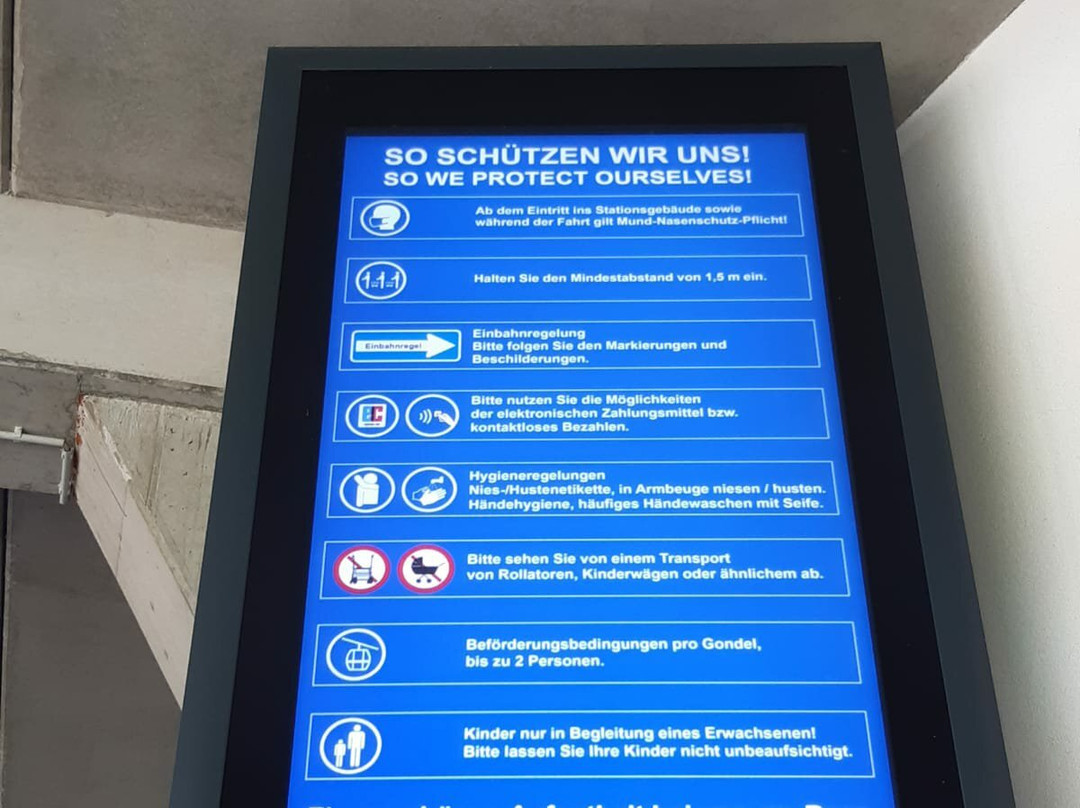 SO SCHÜTZEN WIR UNS!
SO WE PROTECT OURSELVES!
Ab dem Eintritt ins Stationsgebäude sowie
während der Fahrt gilt Mund-Nasenschutz-Pflicht!
Halten Sie den Mindestabstand von 1,5 m ein.
Einbahnregel
Einbahnregelung
Bitte folgen Sie den Markierungen und
Beschilderungen.
EC
Bitte nutzen Sie die Möglichkeiten
der elektronischen Zahlungsmittel bzw.
kontaktloses Bezahlen.
Hygieneregelungen
Nies-/Hustenetikette, in Armbeuge niesen / husten.
Händehygiene, häufiges Händewaschen mit Seife.
Bitte sehen Sie von einem Transport
von Rollatoren, Kinderwägen oder ähnlichem ab.
Beförderungsbedingungen pro Gondel,
bis zu 2 Personen.
Kinder nur in Begleitung eines Erwachsenen!
Bitte lassen Sie Ihre Kinder nicht unbeaufsichtigt.